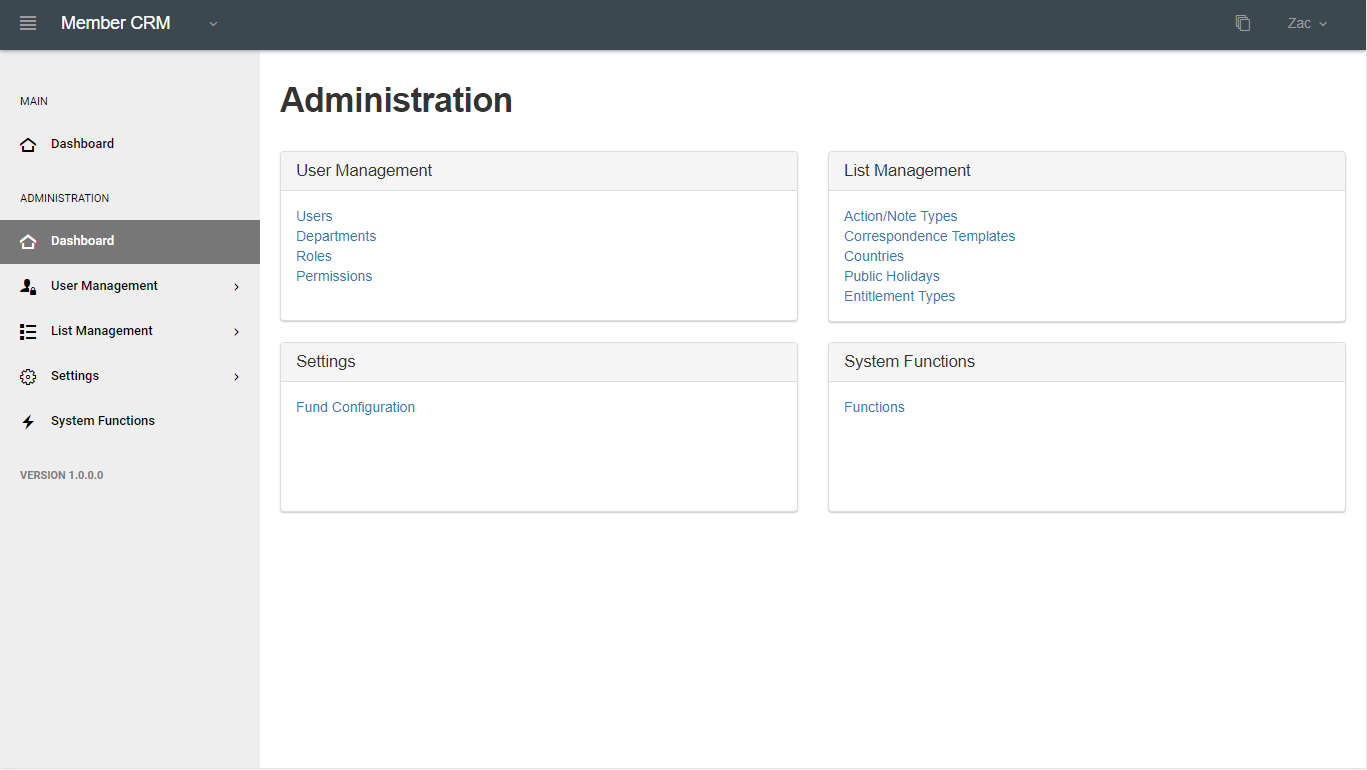 Member CRM
Zac
MAIN
Dashboard
ADMINISTRATION
Dashboard
User Management
List Management
Settings
System Functions
VERSION 1.0.0.0
Administration
User Management
Users
Departments
Roles
Permissions
List Management
Action/Note Types
Correspondence Templates
Countries
Public Holidays
Entitlement Types
Settings
Fund Configuration
System Functions
Functions